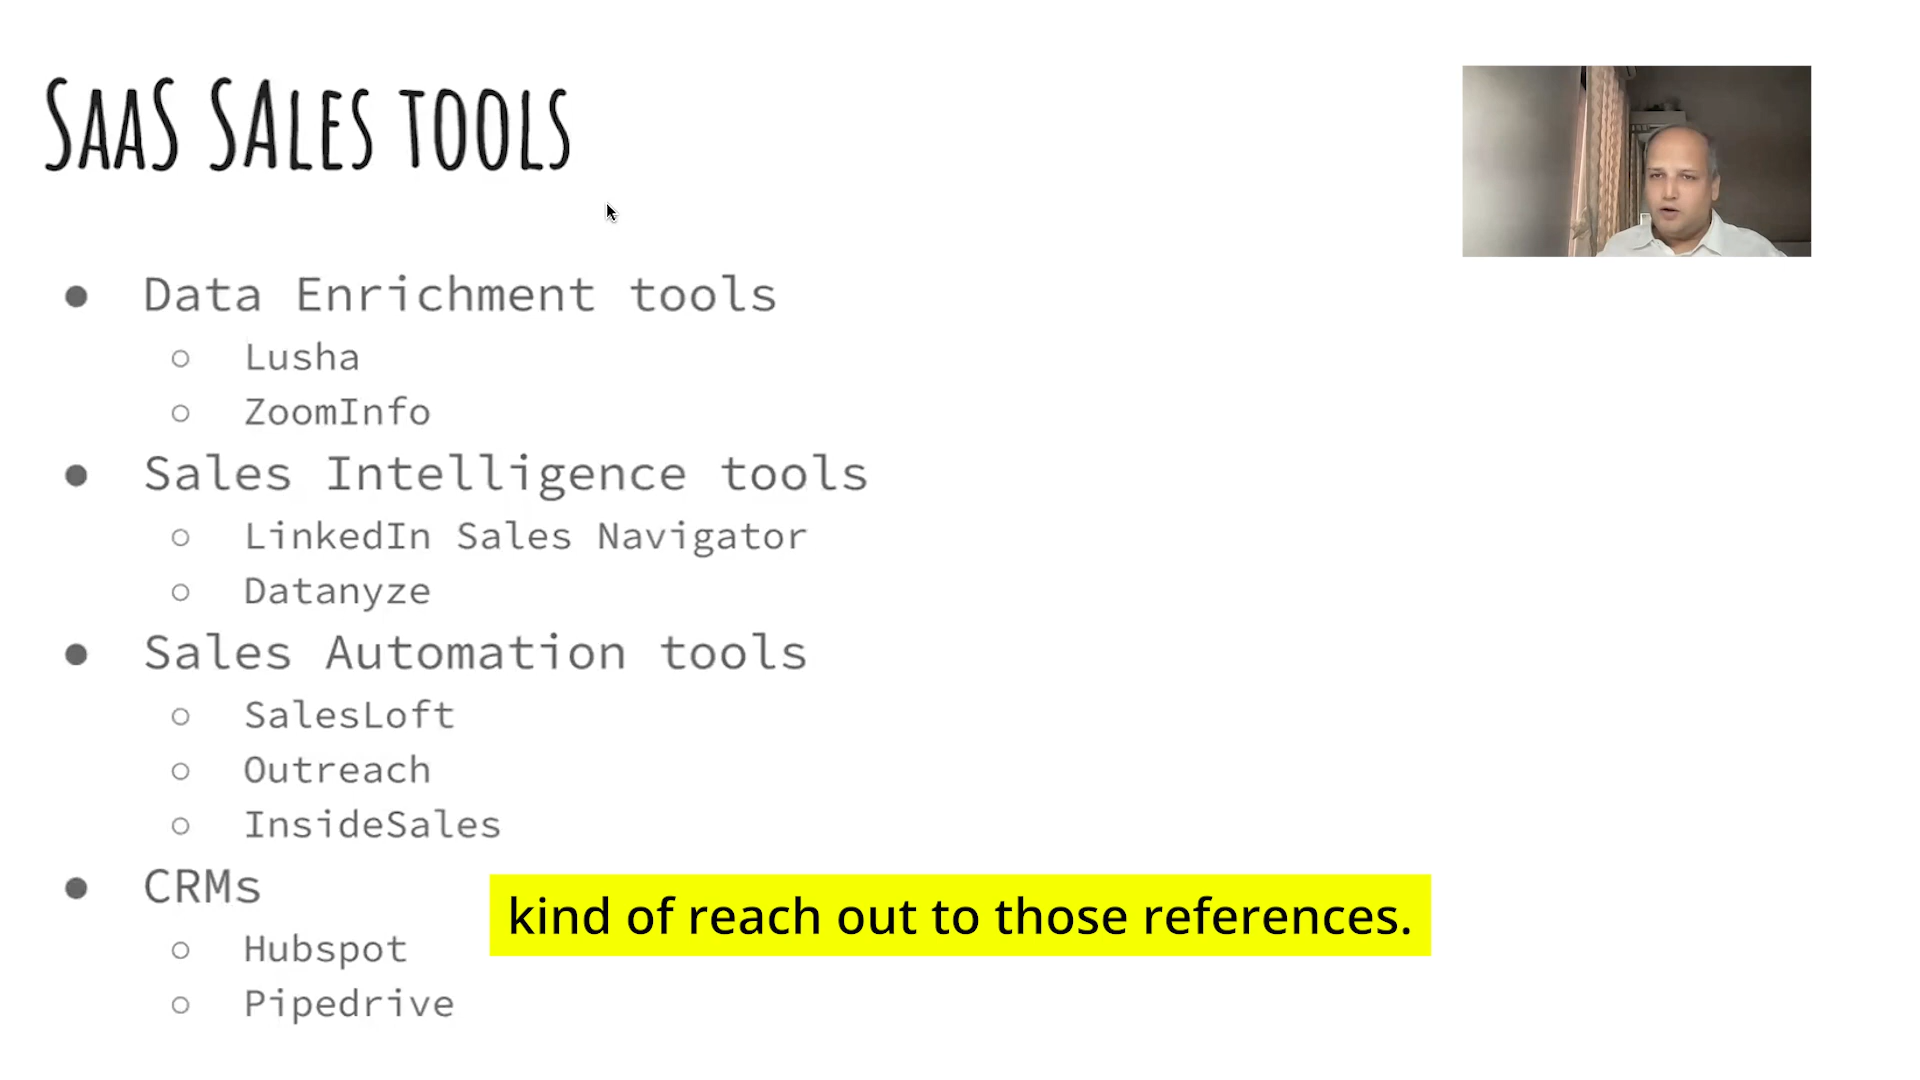 SaaS SAles tools
● Data Enrichment tools
○ Lusha
○ ZoomInfo
● Sales Intelligence tools
○ LinkedIn Sales Navigator
○ Datanyze
● Sales Automation tools
○ SalesLoft
○ Outreach
○ InsideSales
● CRMs
○ Hubspot
○ Pipedrive
kind of reach out to those references.